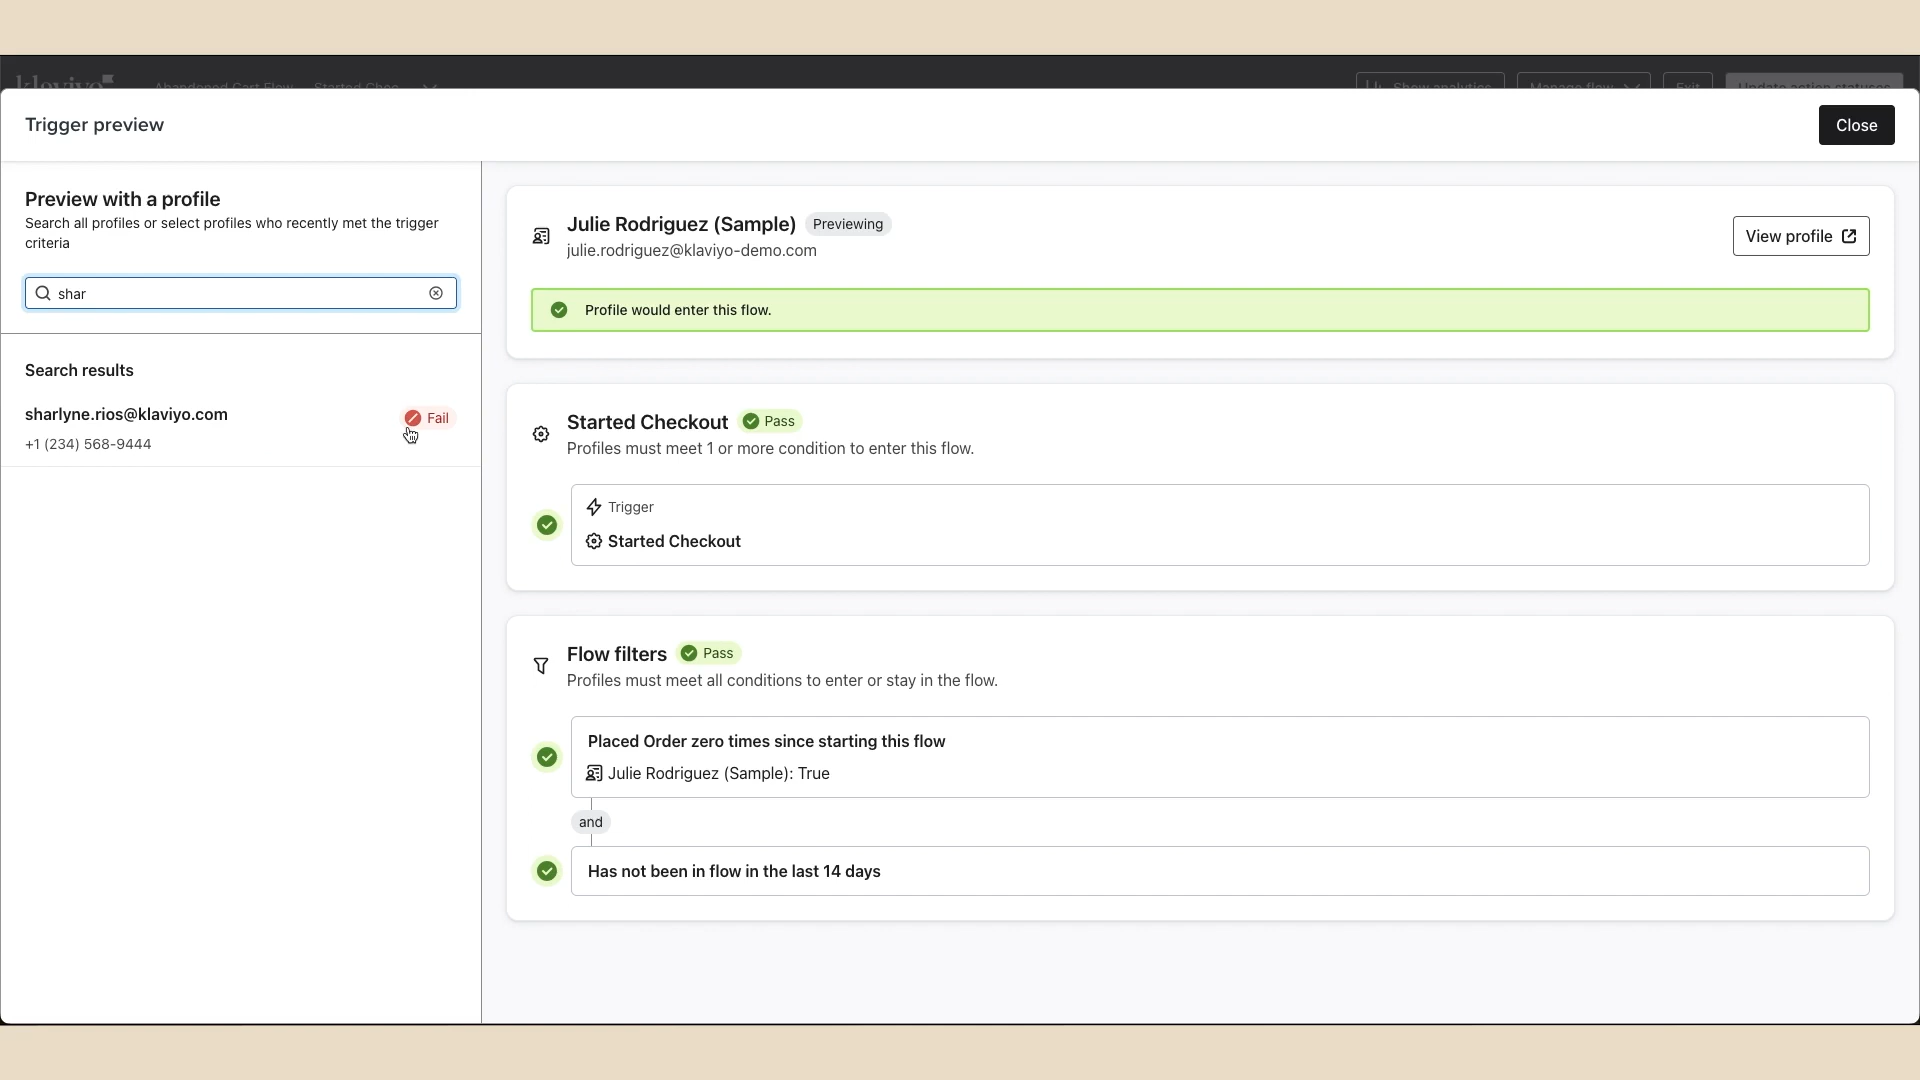 klaviyo
Abandoned Cart Flow - Started Chec
Show analytics
Manage flow
Exit
Update action statuses
Trigger preview
Close
Preview with a profile
Search all profiles or select profiles who recently met the trigger
criteria
shar
Search results
sharlyne.rios@klaviyo.com
Fail
+1 (234) 568-9444
Julie Rodriguez (Sample) Previewing
julie.rodriguez@klaviyo-demo.com
View profile
Profile would enter this flow.
Started Checkout Pass
Profiles must meet 1 or more condition to enter this flow.
Trigger
Started Checkout
Flow filters Pass
Profiles must meet all conditions to enter or stay in the flow.
Placed Order zero times since starting this flow
Julie Rodriguez (Sample): True
and
Has not been in flow in the last 14 days